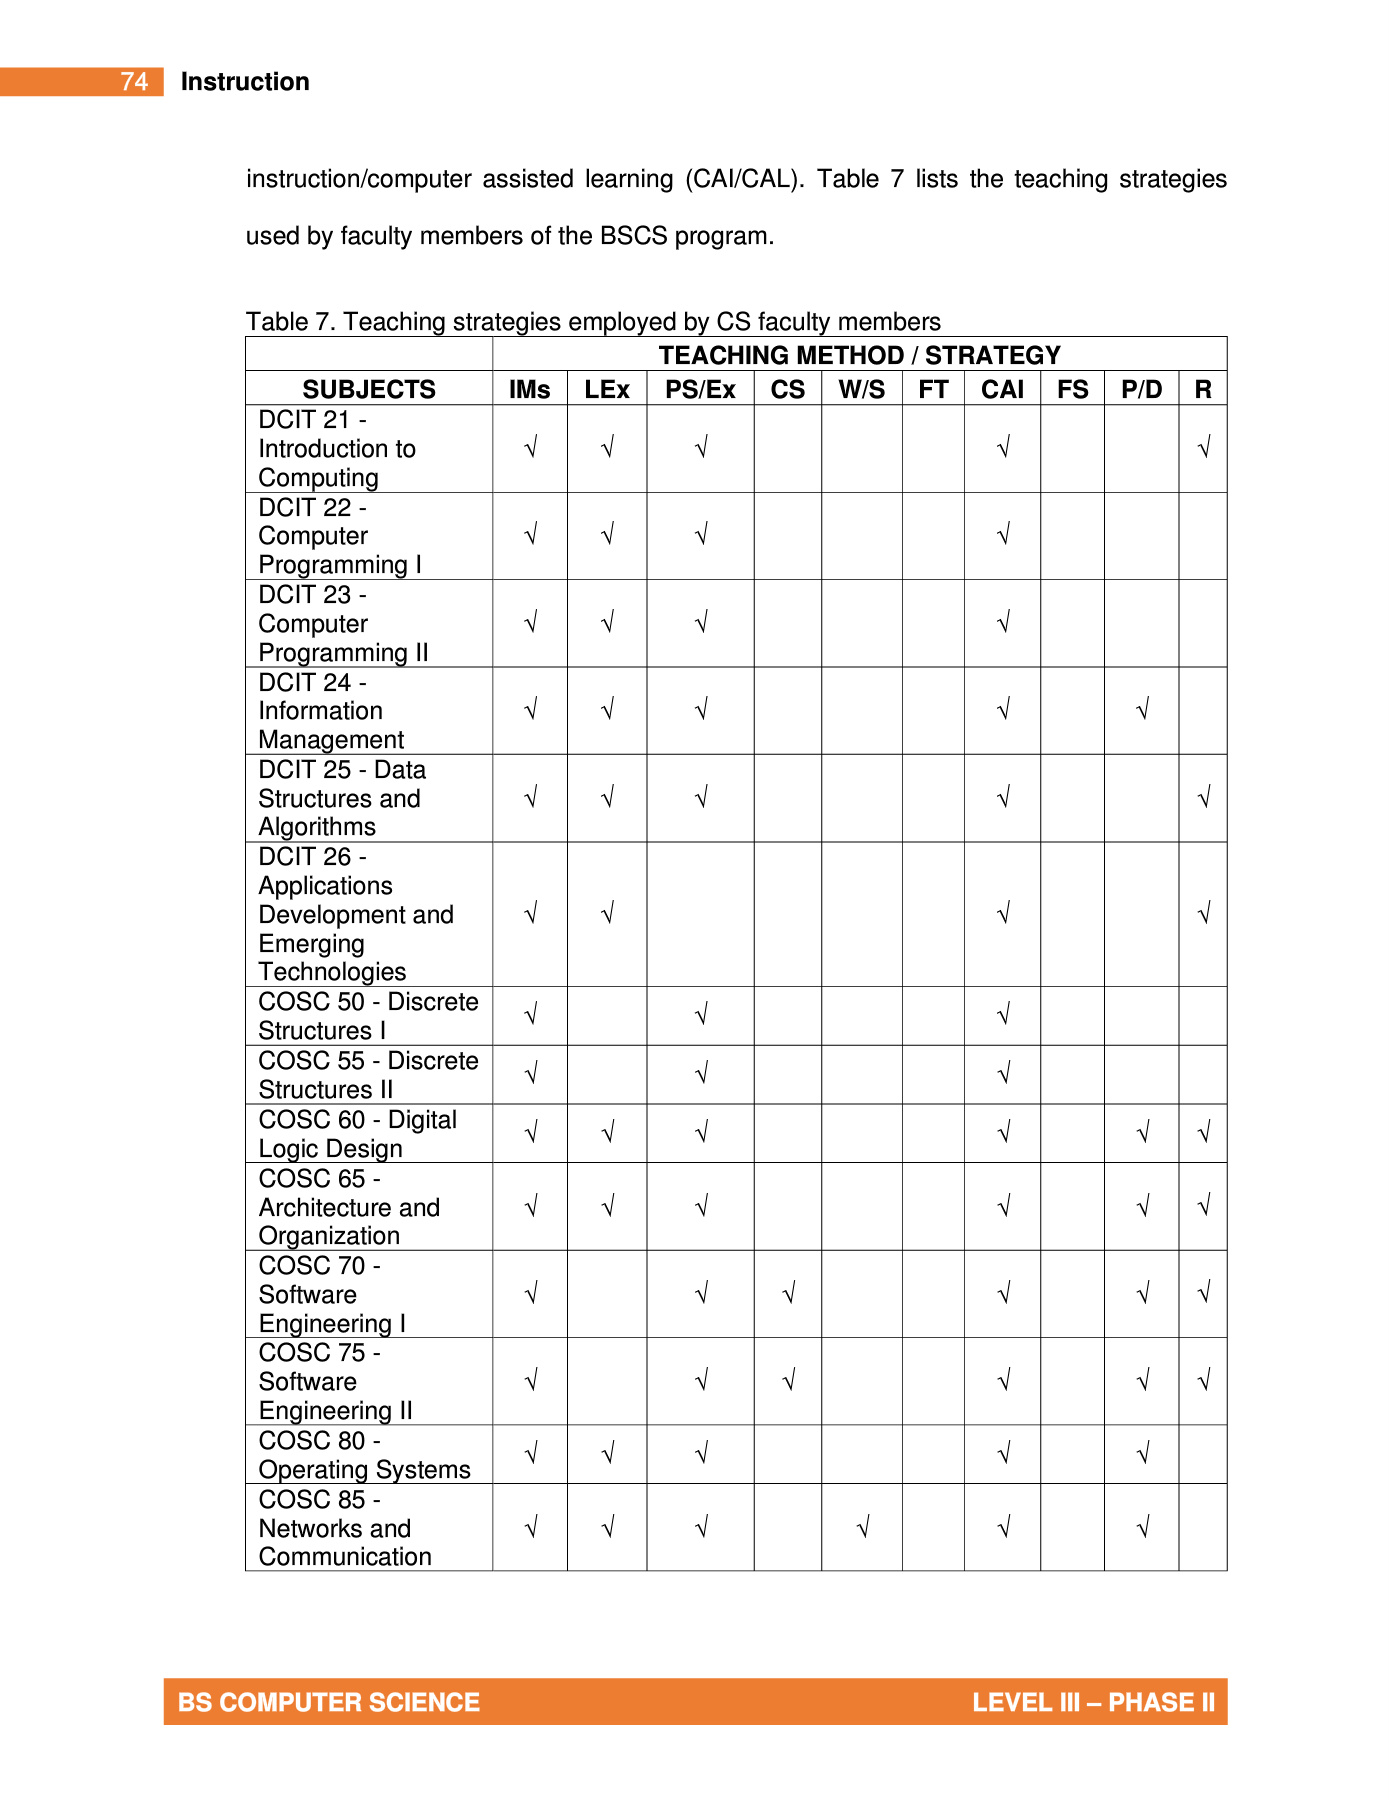 74 Instruction
instruction/computer assisted learning (CAI/CAL). Table 7 lists the teaching strategies
used by faculty members of the BSCS program.
Table 7. Teaching strategies employed by CS faculty members
TEACHING METHOD / STRATEGY
SUBJECTS IMs LEx PS/Ex CS W/S FT CAI FS P/D R
DCIT 21 -
Introduction to √ √ √ √ √
Computing
DCIT 22 -
Computer √ √ √ √
Programming I
DCIT 23 -
Computer √ √ √ √
Programming II
DCIT 24 -
Information √ √ √ √ √
Management
DCIT 25 - Data
Structures and √ √ √ √ √
Algorithms
DCIT 26 -
Applications
Development and √ √ √ √
Emerging
Technologies
COSC 50 - Discrete √ √ √
Structures I
COSC 55 - Discrete √ √ √
Structures II
COSC 60 - Digital √ √ √ √ √ √
Logic Design
COSC 65 -
Architecture and √ √ √ √ √ √
Organization
COSC 70 -
Software √ √ √ √ √ √
Engineering I
COSC 75 -
Software √ √ √ √ √ √
Engineering II
COSC 80 - √ √ √ √ √
Operating Systems
COSC 85 -
Networks and √ √ √ √ √ √
Communication
BS COMPUTER SCIENCE LEVEL III – PHASE II